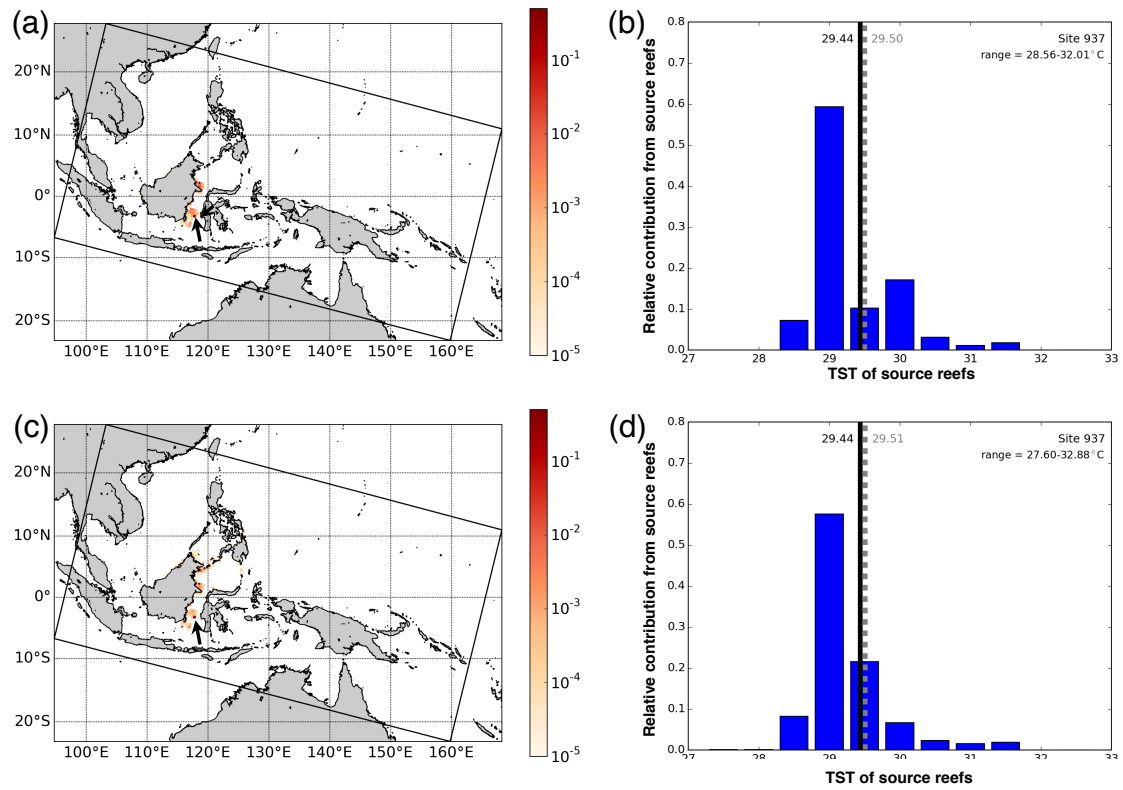 (a)
20°N
10°N
0°
10°S
20°S
100°E 110°E 120°E 130°E 140°E 150°E 160°E
10-1
10-2
10-3
10-4
10-5
(b)
Relative contribution from source reefs
0.8
0.7
0.6
0.5
0.4
0.3
0.2
0.1
0.0
29.44 29.50 Site 937
range = 28.56-32.01°C
27 28 29 30 31 32 33
TST of source reefs
(c)
20°N
10°N
0°
10°S
20°S
100°E 110°E 120°E 130°E 140°E 150°E 160°E
10-1
10-2
10-3
10-4
10-5
(d)
Relative contribution from source reefs
0.8
0.7
0.6
0.5
0.4
0.3
0.2
0.1
0.0
29.44 29.51 Site 937
range = 27.60-32.88°C
27 28 29 30 31 32 33
TST of source reefs